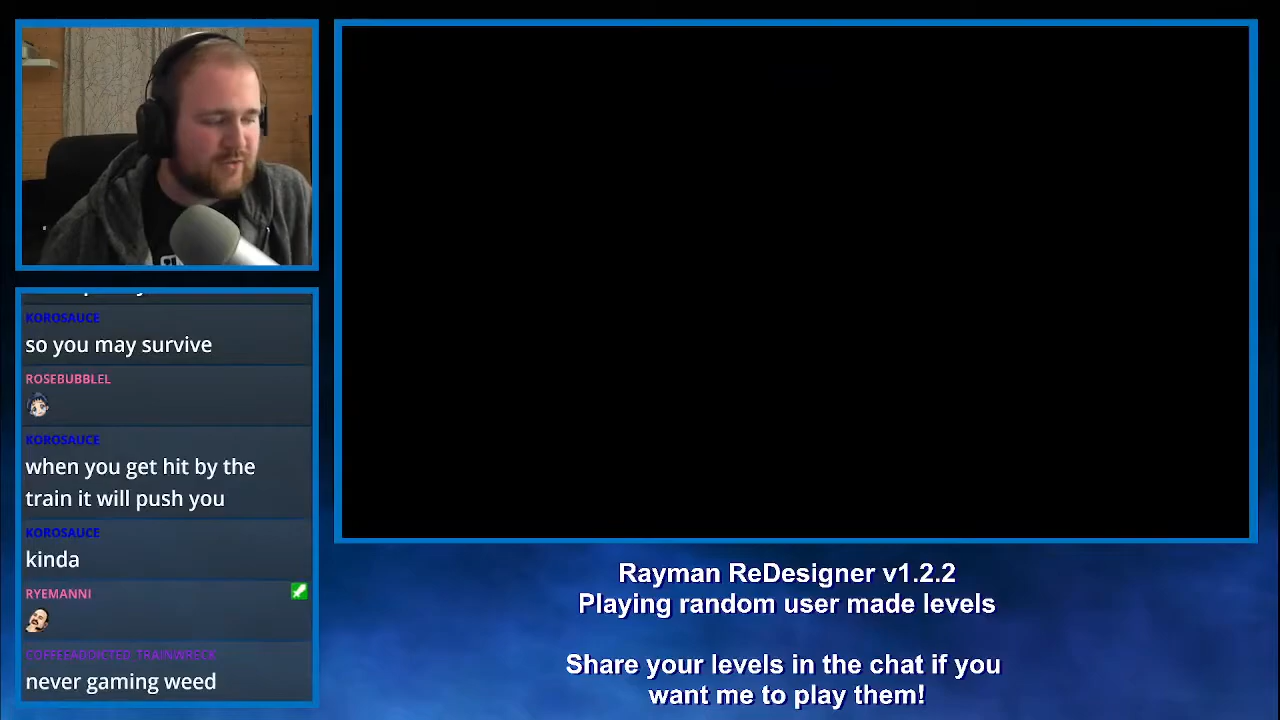 KOROSAUCE
so you may survive
ROSEBUBBLEL
KOROSAUCE
when you get hit by the
train it will push you
KOROSAUCE
kinda
RYEMANNI
COFFEEADDICTED_TRAINWRECK
never gaming weed
Rayman ReDesigner v1.2.2
Playing random user made levels
Share your levels in the chat if you
want me to play them!